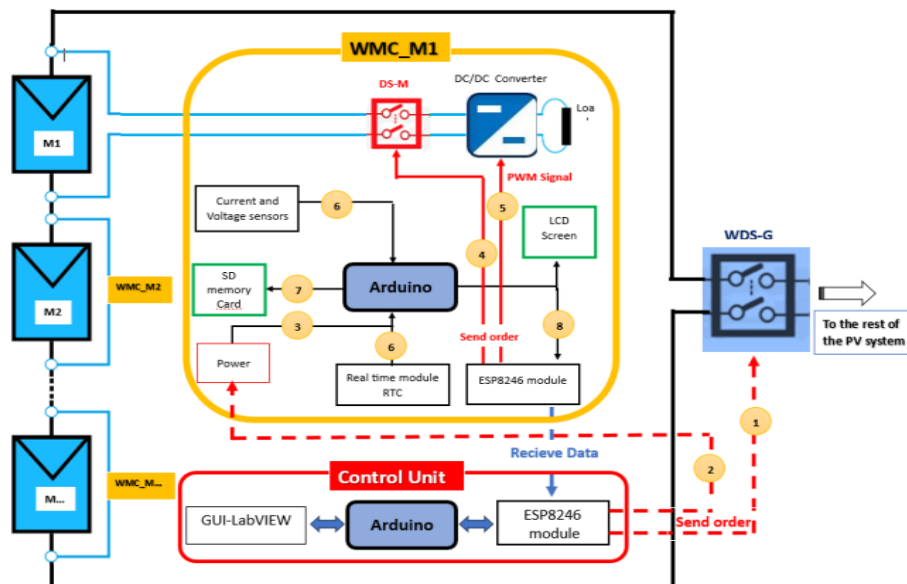 WMC_M1
DC/DC Converter
DS-M
Loa
M1
PWM Signal
Current and
Voltage sensors
6
5
4
LCD
Screen
WDS-G
SD
memory
Card
7
Arduino
M2
WMC_M2
3
8
To the rest of
the PV system
Power
6
Send order
Real time module
RTC
ESP8246 module
1
Recieve Data
2
M...
WMC_M...
Control Unit
GUI-LabVIEW
Arduino
ESP8246
module
Send order